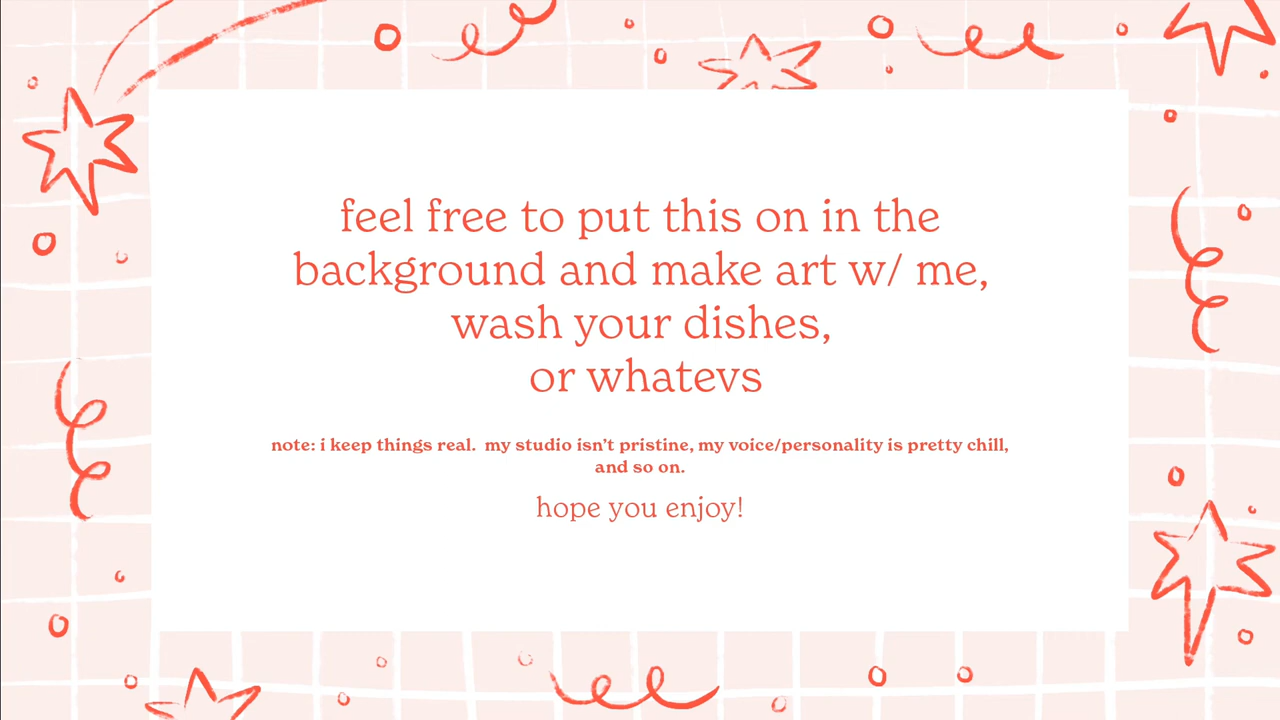 feel free to put this on in the
background and make art w/ me,
wash your dishes,
or whatevs
note: i keep things real.  my studio isn't pristine, my voice/personality is pretty chill,
and so on.
hope you enjoy!